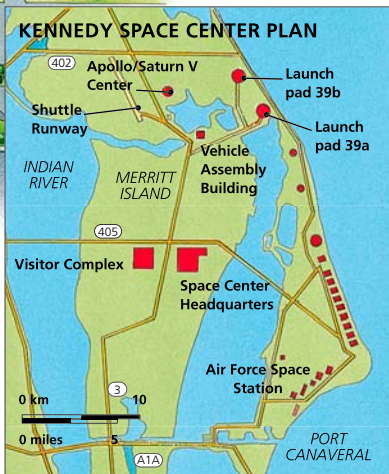 KENNEDY SPACE CENTER PLAN
402
Apollo/Saturn V
Center
Launch
pad 39b
Shuttle
Runway
Launch
pad 39a
INDIAN
RIVER
MERRITT
ISLAND
Vehicle
Assembly
Building
405
Visitor Complex
Space Center
Headquarters
Air Force Space
Station
3
0 km
10
0 miles
5
A1A
PORT
CANAVERAL